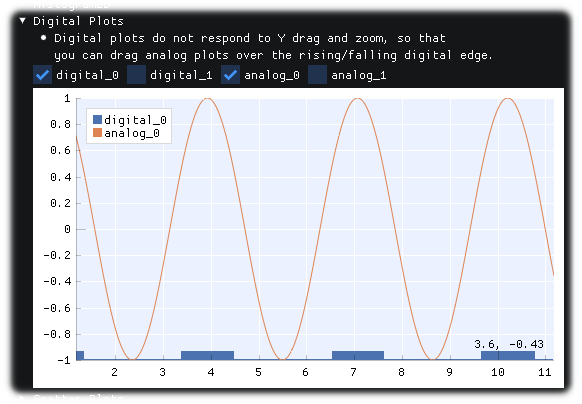 Digital Plots
Digital plots do not respond to Y drag and zoom, so that
you can drag analog plots over the rising/falling digital edge.
digital_0 digital_1 analog_0 analog_1
1
digital_0
analog_0
0.8
0.6
0.4
0.2
0
-0.2
-0.4
-0.6
-0.8
-1
3.6, -0.43
2 3 4 5 6 7 8 9 10 11